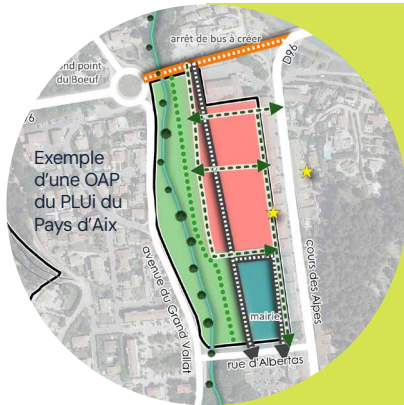 arrêt de bus à créer
rond point
du Boeuf
D96
Exemple
d'une OAP
du PLUi du
Pays d'Aix
avenue du Grand Vallat
cours des Alpes
mairie
rue d'Albertas